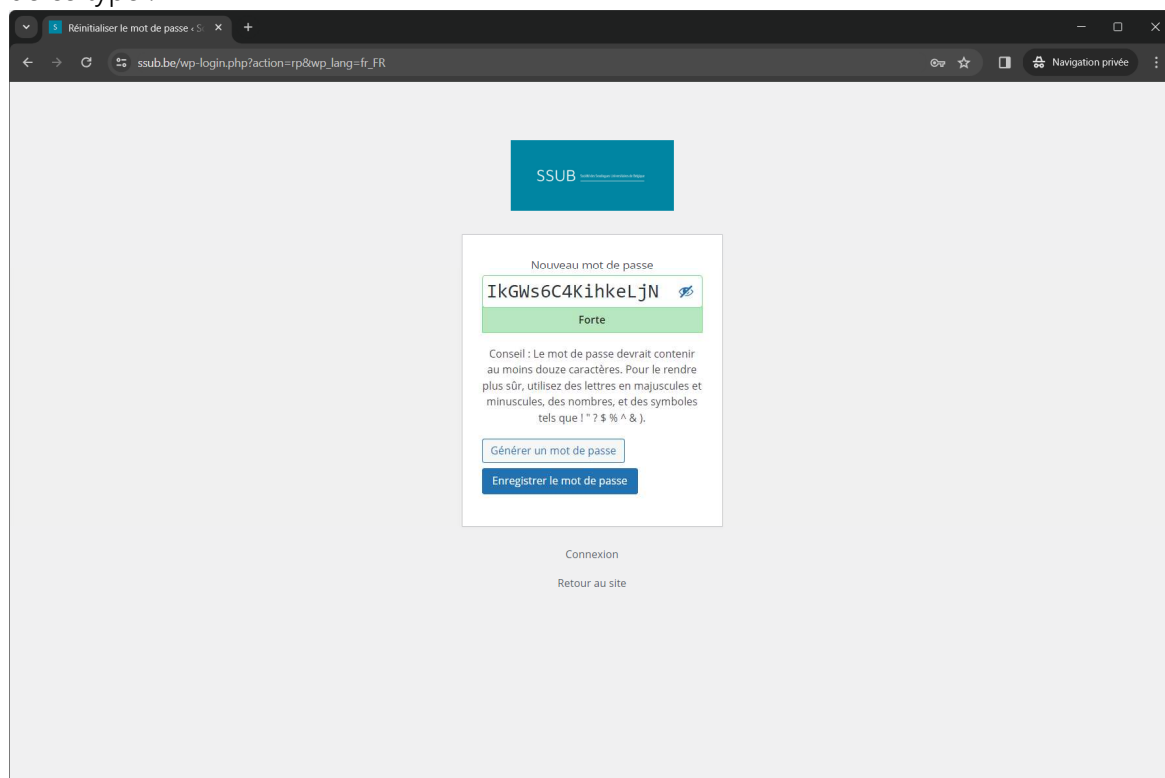 Réinitialiser le mot de passe ‹ S
ssub.be/wp-login.php?action=rp&wp_lang=fr_FR
Navigation privée
SSUB
Nouveau mot de passe
IkGWs6C4KihkeLjN
Forte
Conseil : Le mot de passe devrait contenir
au moins douze caractères. Pour le rendre
plus sûr, utilisez des lettres en majuscules et
minuscules, des nombres, et des symboles
tels que ! " ? $ % ^ & ).
Générer un mot de passe
Enregistrer le mot de passe
Connexion
Retour au site